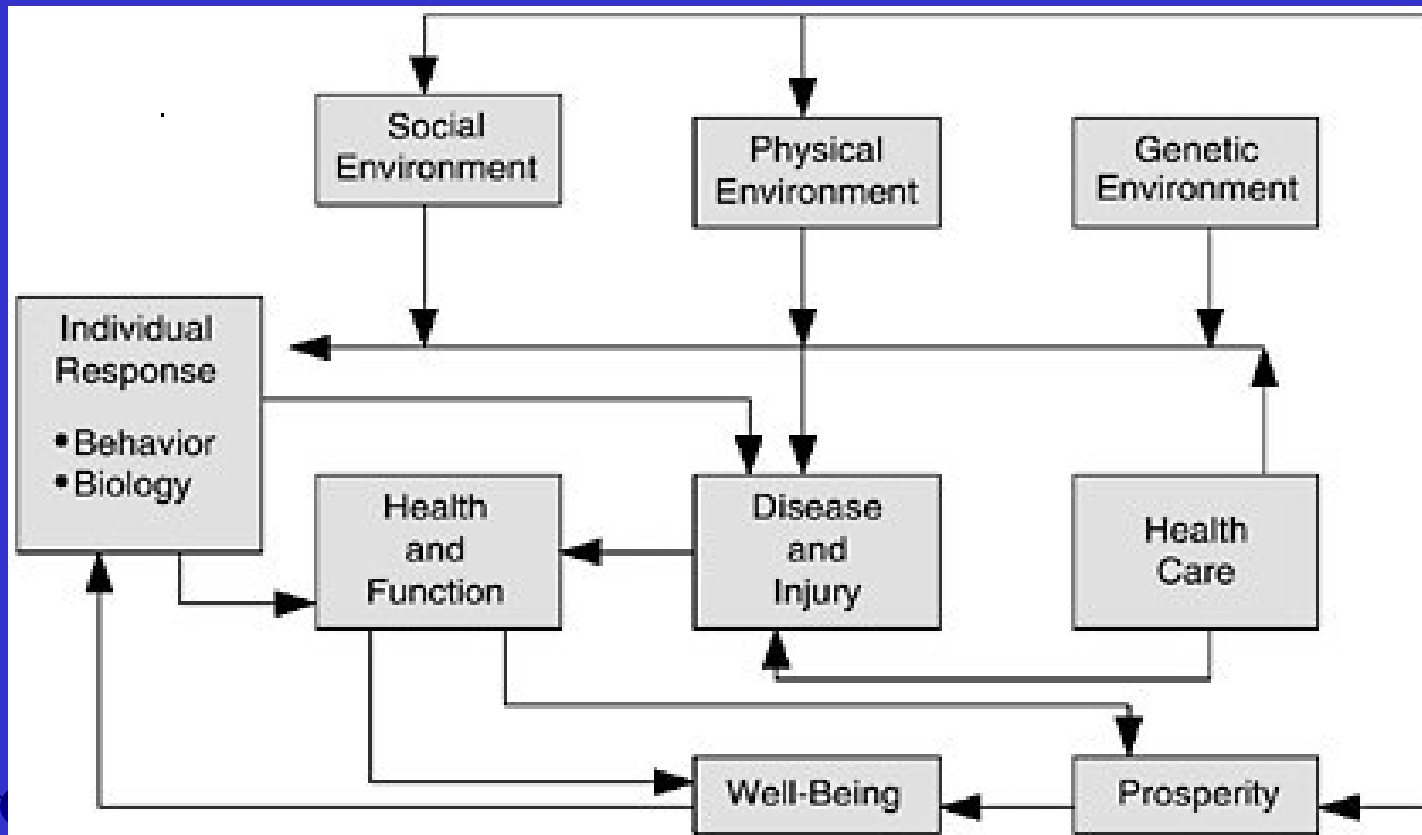 Social
Environment
Physical
Environment
Genetic
Environment
Individual
Response
•Behavior
•Biology
Health
and
Function
Disease
and
Injury
Health
Care
Well-Being
Prosperity